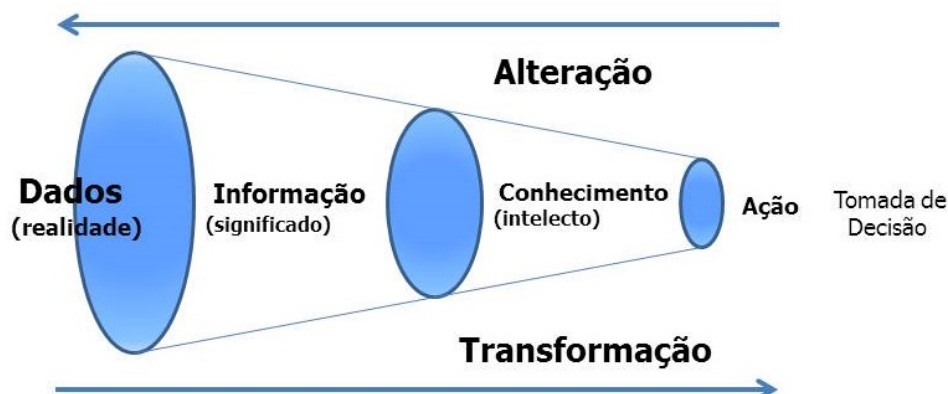 Alteração
Dados
(realidade)
Informação
(significado)
Conhecimento
(intelecto)
Ação
Tomada de
Decisão
Transformação